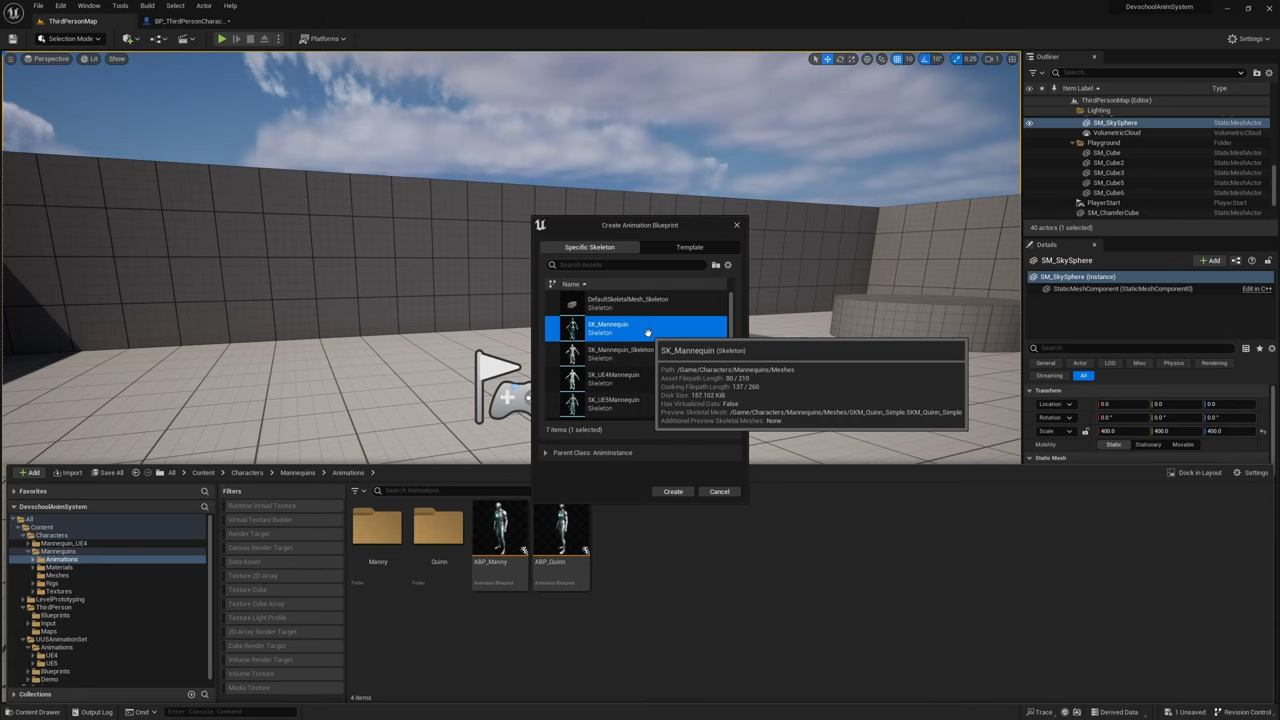 File Edit Window Tools Build Select Actor Help
DevschoolAnimSystem
ThirdPersonMap BP_ThirdPersonCharac...
Selection Mode Platforms Settings
Perspective Lit Show 10 10° 0.25 1
Outliner
Search...
Item Label Type
ThirdPersonMap (Editor)
Lighting
SM_SkySphere StaticMeshActor
VolumetricCloud VolumetricCloud
Playground Folder
SM_Cube StaticMeshActor
SM_Cube2 StaticMeshActor
SM_Cube3 StaticMeshActor
SM_Cube5 StaticMeshActor
SM_Cube6 StaticMeshActor
PlayerStart PlayerStart
SM_ChamferCube StaticMeshActor
40 actors (1 selected)
Details
SM_SkySphere Add
SM_SkySphere (Instance)
StaticMeshComponent (StaticMeshComponent0) Edit in C++
Search
General Actor LOD Misc Physics Rendering
Streaming All
Transform
Location 0.0 0.0 0.0
Rotation 0.0 ° 0.0 ° 0.0 °
Scale 400.0 400.0 400.0
Mobility Static Stationary Movable
Static Mesh
Create Animation Blueprint
Specific Skeleton Template
Search Assets
Name
DefaultSkeletalMesh_Skeleton
Skeleton
SK_Mannequin
Skeleton
SK_Mannequin_Skeleton
Skeleton
SK_UE4Mannequin
Skeleton
SK_UE5Mannequin
Skeleton
7 items (1 selected)
Parent Class: AnimInstance
Create Cancel
SK_Mannequin (Skeleton)
Path: /Game/Characters/Mannequins/Meshes
Asset Filepath Length: 80 / 210
Cooking Filepath Length: 137 / 260
Disk Size: 157.102 KiB
Has Virtualized Data: False
Preview Skeletal Mesh: /Game/Characters/Mannequins/Meshes/SKM_Quinn_Simple.SKM_Quinn_Simple
Additional Preview Skeletal Meshes: None
Add Import Save All All Content Characters Mannequins Animations Dock in Layout Settings
Favorites
DevschoolAnimSystem
All
Content
Characters
Mannequin_UE4
Mannequins
Animations
Materials
Meshes
Rigs
Textures
LevelPrototyping
ThirdPerson
Blueprints
Input
Maps
UUSAnimationSet
Animations
UE4
UE5
Blueprints
Demo
Collections
Filters
Runtime Virtual Texture
Virtual Texture Builder
Render Target
Canvas Render Target
Data Asset
Texture 2D Array
Texture Cube
Texture Cube Array
Texture Light Profile
2D Array Render Target
Cube Render Target
Volume Render Target
Volume Texture
Media Texture
Search Animations
Manny
Folder
Quinn
Folder
ABP_Manny
Animation Blueprint
ABP_Quinn
Animation Blueprint
4 items
Content Drawer Output Log Cmd Enter Console Command Trace Derived Data 1 Unsaved Revision Control